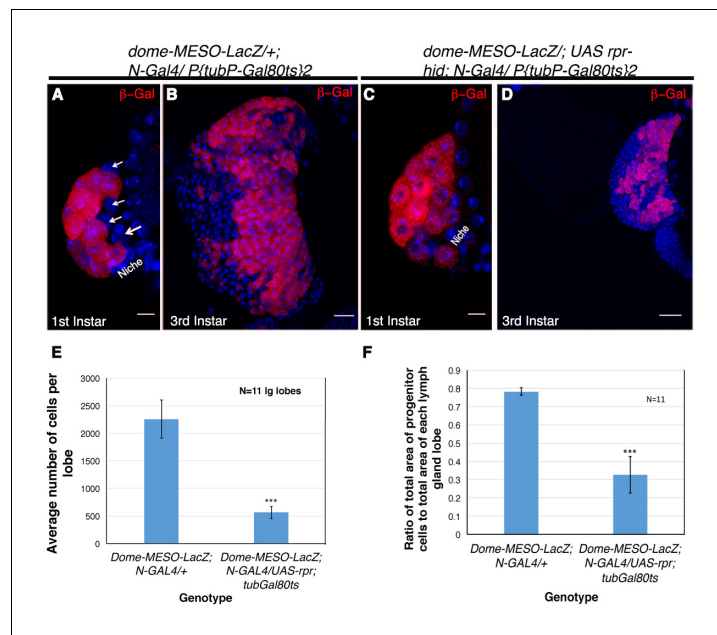 dome-MESO-LacZ/+;
N-Gal4/ P{tubP-Gal80ts}2
dome-MESO-LacZ/; UAS rpr-
hid; N-Gal4/ P{tubP-Gal80ts}2
A
β-Gal
Niche
1st Instar
B
β-Gal
3rd Instar
C
β-Gal
Niche
1st Instar
D
β-Gal
3rd Instar
E
Average number of cells per
lobe
3000
2500
2000
1500
1000
500
0
N=11 lg lobes
***
Dome-MESO-LacZ;
N-GAL4/+
Dome-MESO-LacZ;
N-GAL4/UAS-rpr;
tubGal80ts
Genotype
F
Ratio of total area of progenitor
cells to total area of each lymph
gland lobe
0.9
0.8
0.7
0.6
0.5
0.4
0.3
0.2
0.1
0
N=11
***
Dome-MESO-LacZ;
N-GAL4/+
Dome-MESO-LacZ;
N-GAL4/UAS-rpr;
tubGal80ts
Genotype